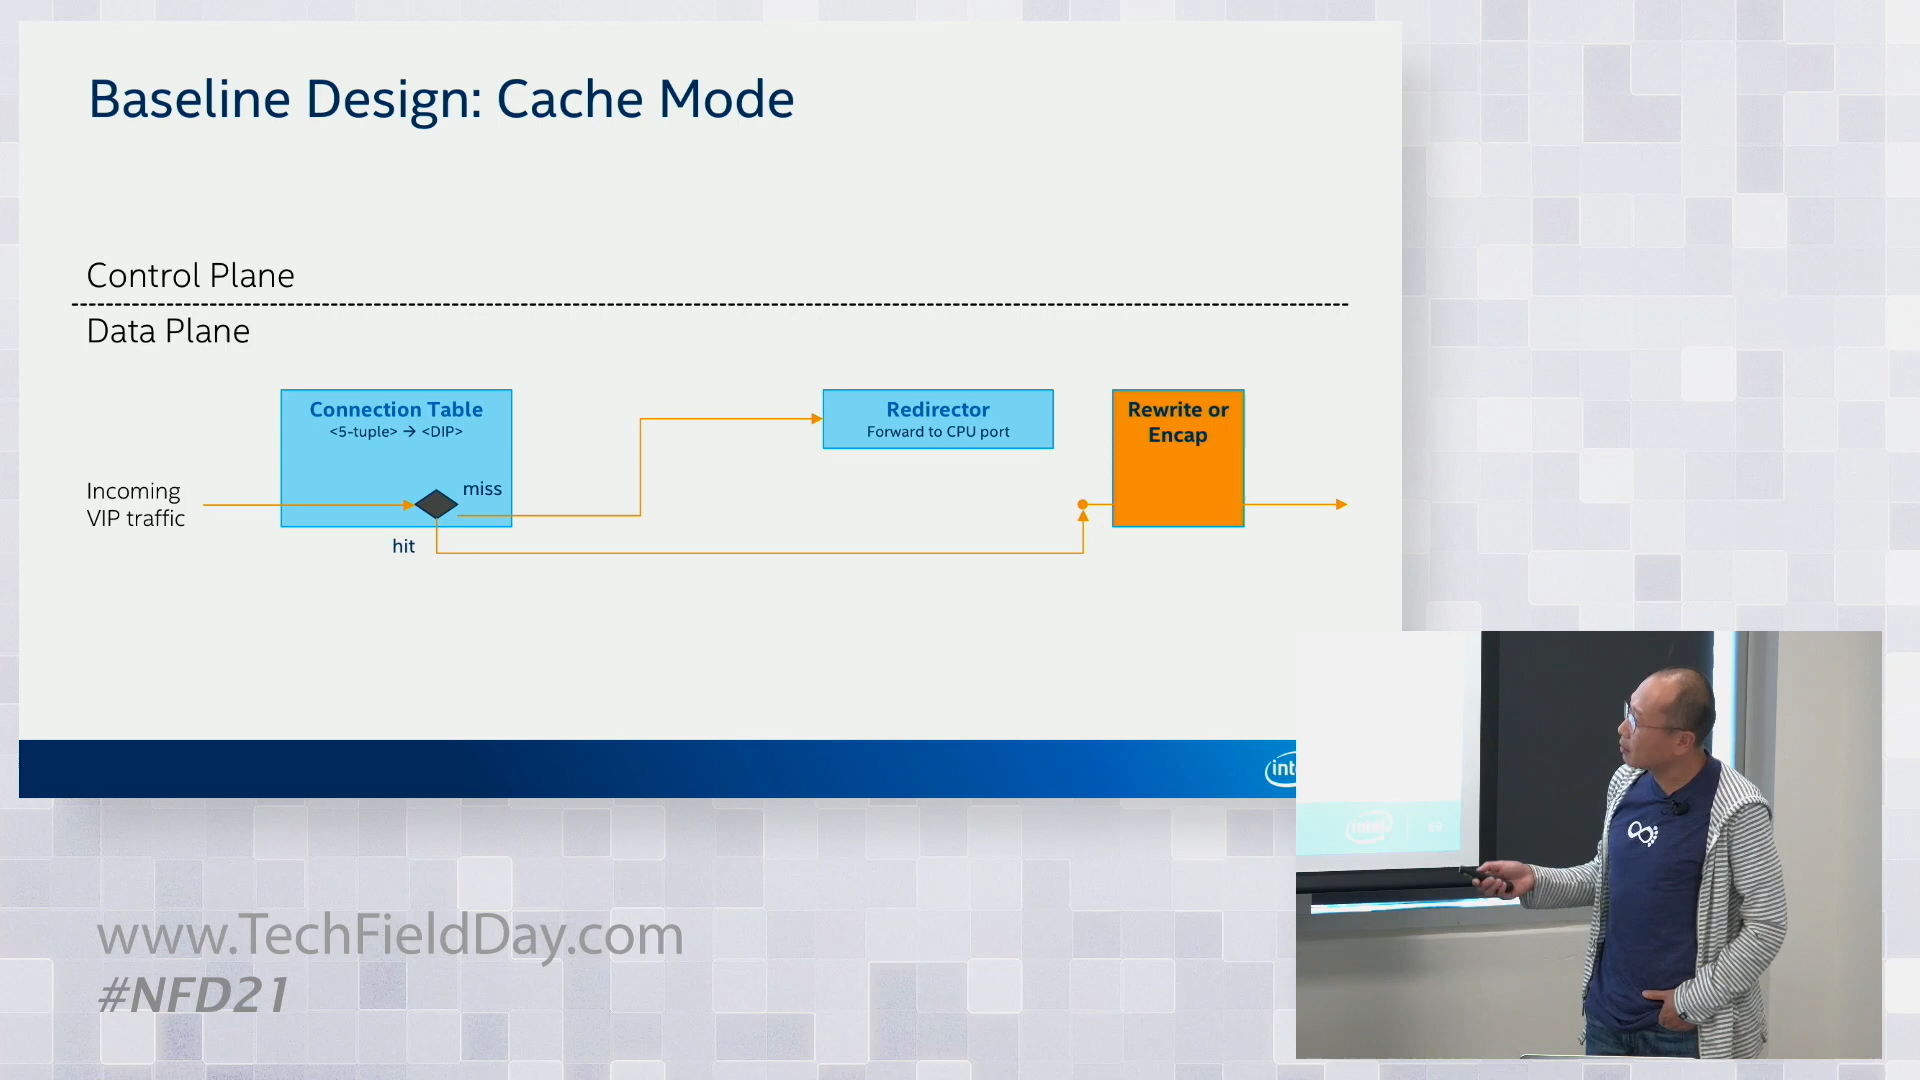 Baseline Design: Cache Mode
Control Plane
Data Plane
Connection Table
<5-tuple> → <DIP>
Redirector
Forward to CPU port
Rewrite or
Encap
Incoming
VIP traffic
miss
hit
www.TechFieldDay.com
#NFD21